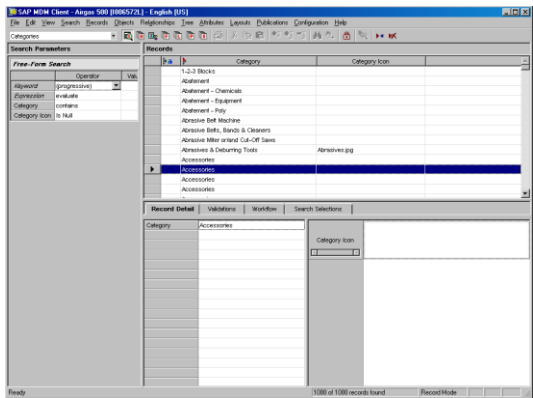 SAP MDM Client - Airgas 500 [I006572L] - English [US]
File Edit View Search Records Objects Relationships Tree Attributes Layouts Publications Configuration Help
Categories
Search Parameters
Records
Free-Form Search
Operator Valu
Keyword (progressive)
Expression evaluate
Category contains
Category Icon Is Null
Category Category Icon
1-2-3 Blocks
Abatement
Abatement - Chemicals
Abatement - Equipment
Abatement - Poly
Abrasive Belt Machine
Abrasive Belts, Bands & Cleaners
Abrasive Miter and Cut-Off Saws
Abrasives & Deburring Tools Abrasives.jpg
Accessories
Accessories
Accessories
Accessories
Record Detail Validations Workflow Search Selections
Category Accessories
Category Icon
Ready 1000 of 1000 records found Record Mode